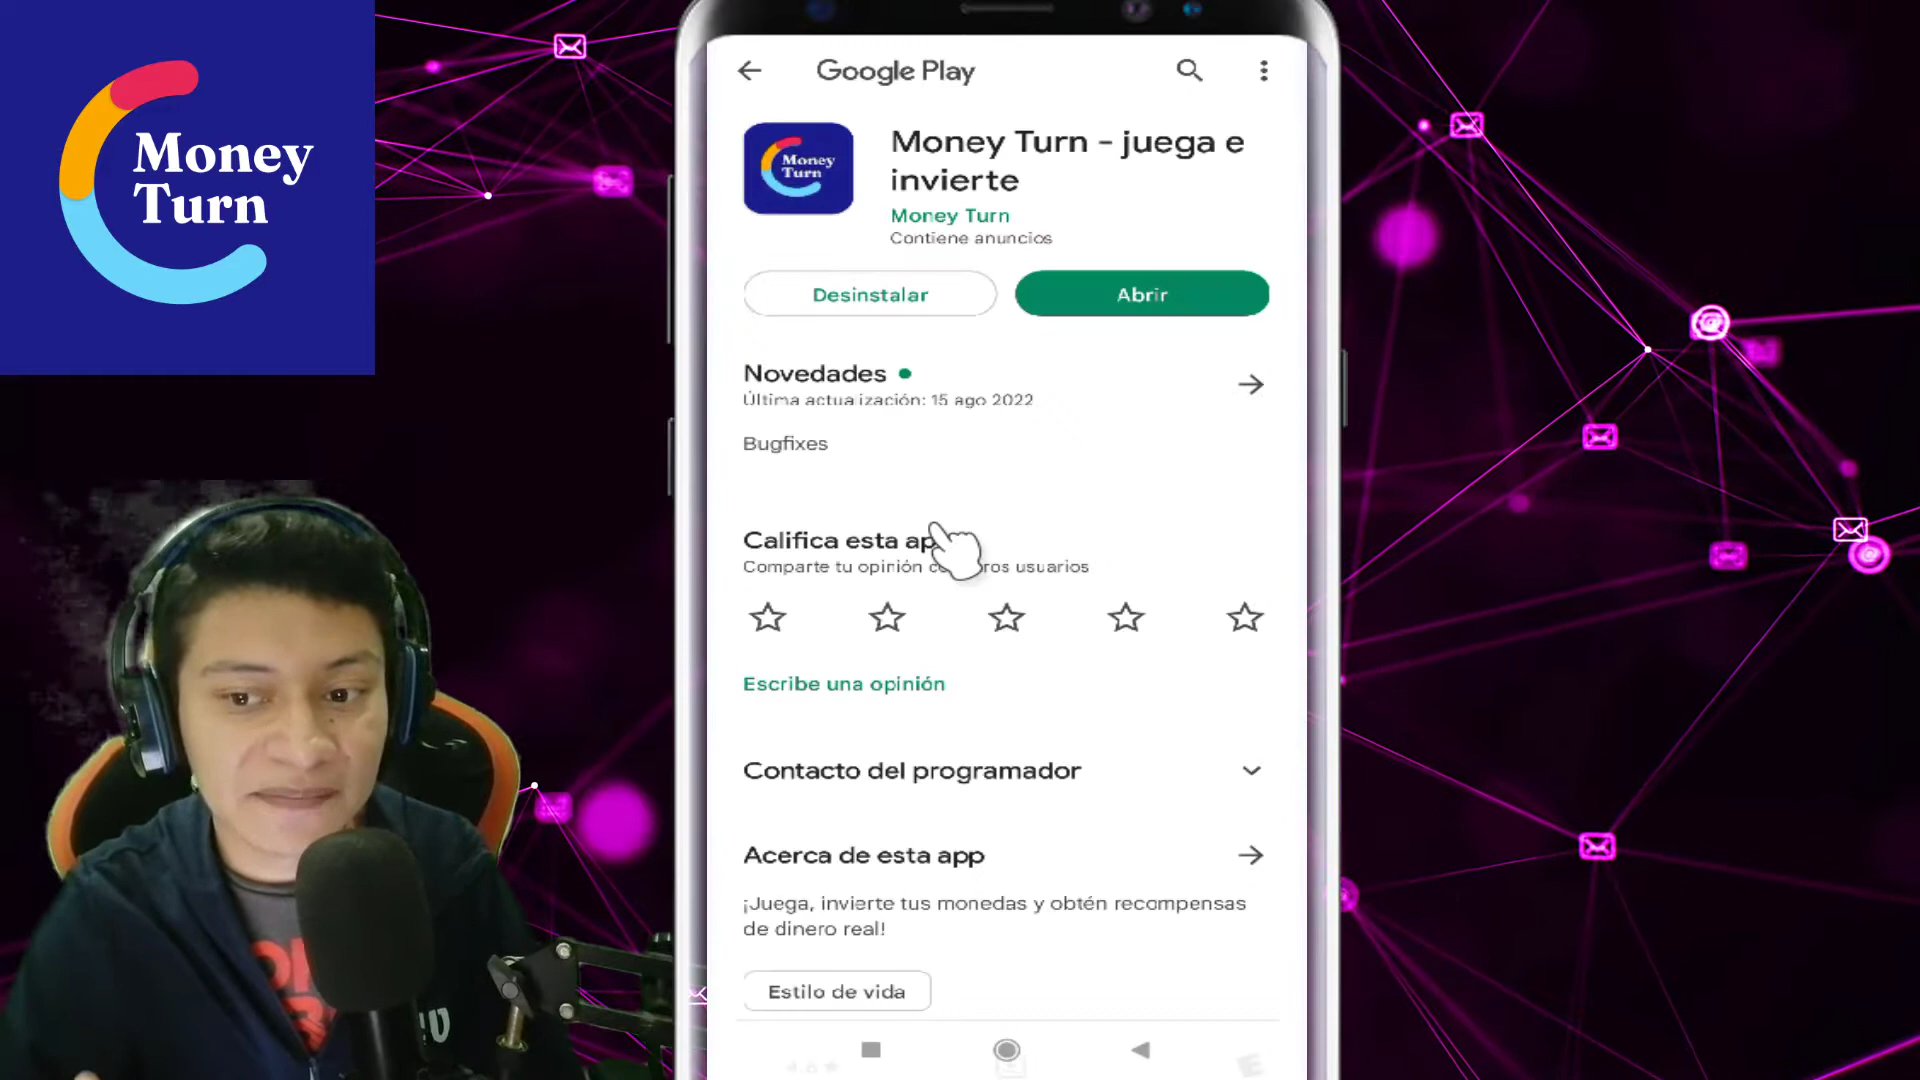 Money
Turn
Google Play
Money
Turn
Money Turn - juega e
invierte
Money Turn
Contiene anuncios
Desinstalar
Abrir
Novedades
Última actualización: 15 ago 2022
Bugfixes
Califica esta ap
Comparte tu opinión usuarios
Escribe una opinión
Contacto del programador
Acerca de esta app
¡Juega, invierte tus monedas y obtén recompensas
de dinero real!
Estilo de vida